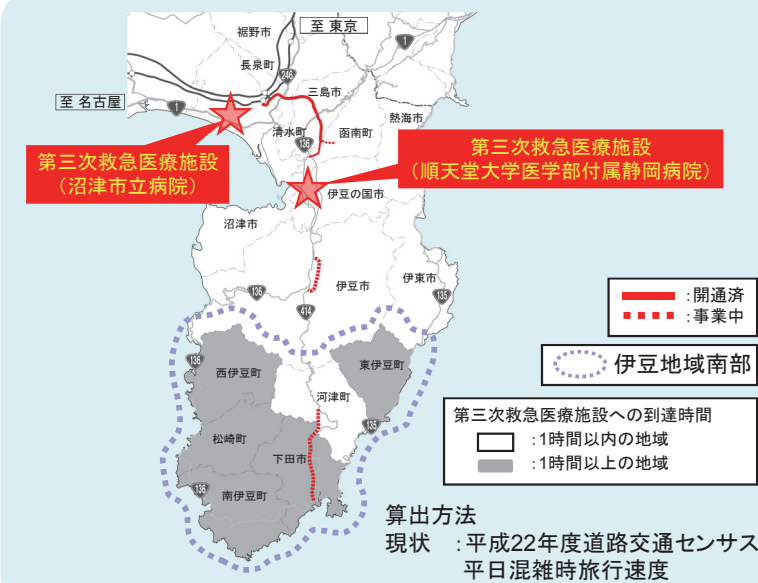 裾野市
至 東京
1
長泉町
246
至 名古屋
1
三島市
熱海市
清水町
136
函南町
第三次救急医療施設
（沼津市立病院）
第三次救急医療施設
（順天堂大学医学部付属静岡病院）
伊豆の国市
沼津市
136
伊豆市
伊東市
135
414
：開通済
：事業中
136
西伊豆町
東伊豆町
伊豆地域南部
河津町
135
松崎町
下田市
136
南伊豆町
第三次救急医療施設への到達時間
：1時間以内の地域
：1時間以上の地域
算出方法
現状　：平成22年度道路交通センサス
平日混雑時旅行速度